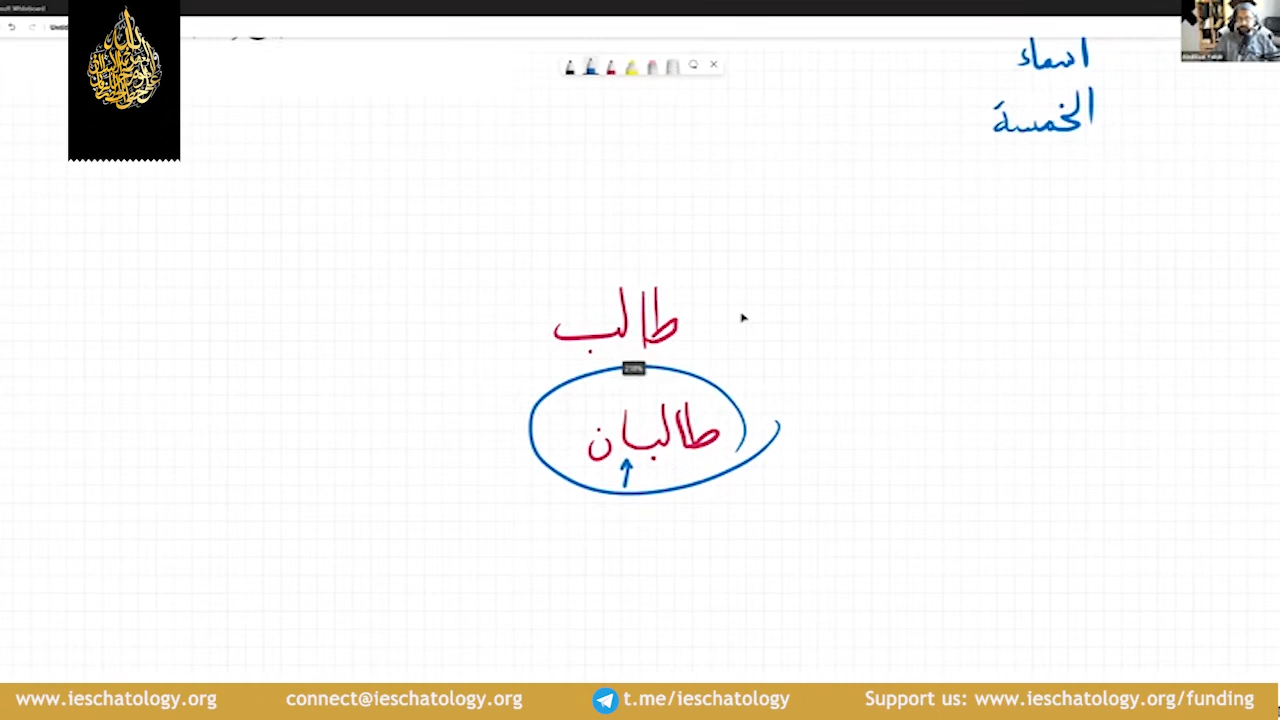 اسماء
الخمسة
طالب
طالبان
www.ieschatology.org
connect@ieschatology.org
t.me/ieschatology
Support us: www.ieschatology.org/funding